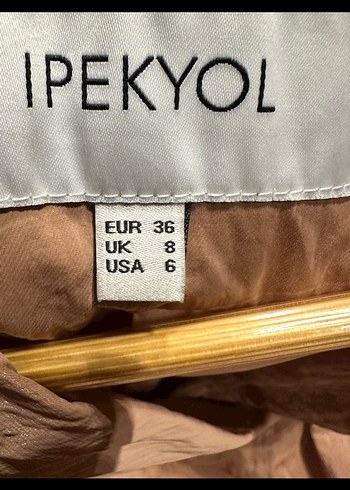 IPEKYOL
EUR 36
UK 8
USA 6